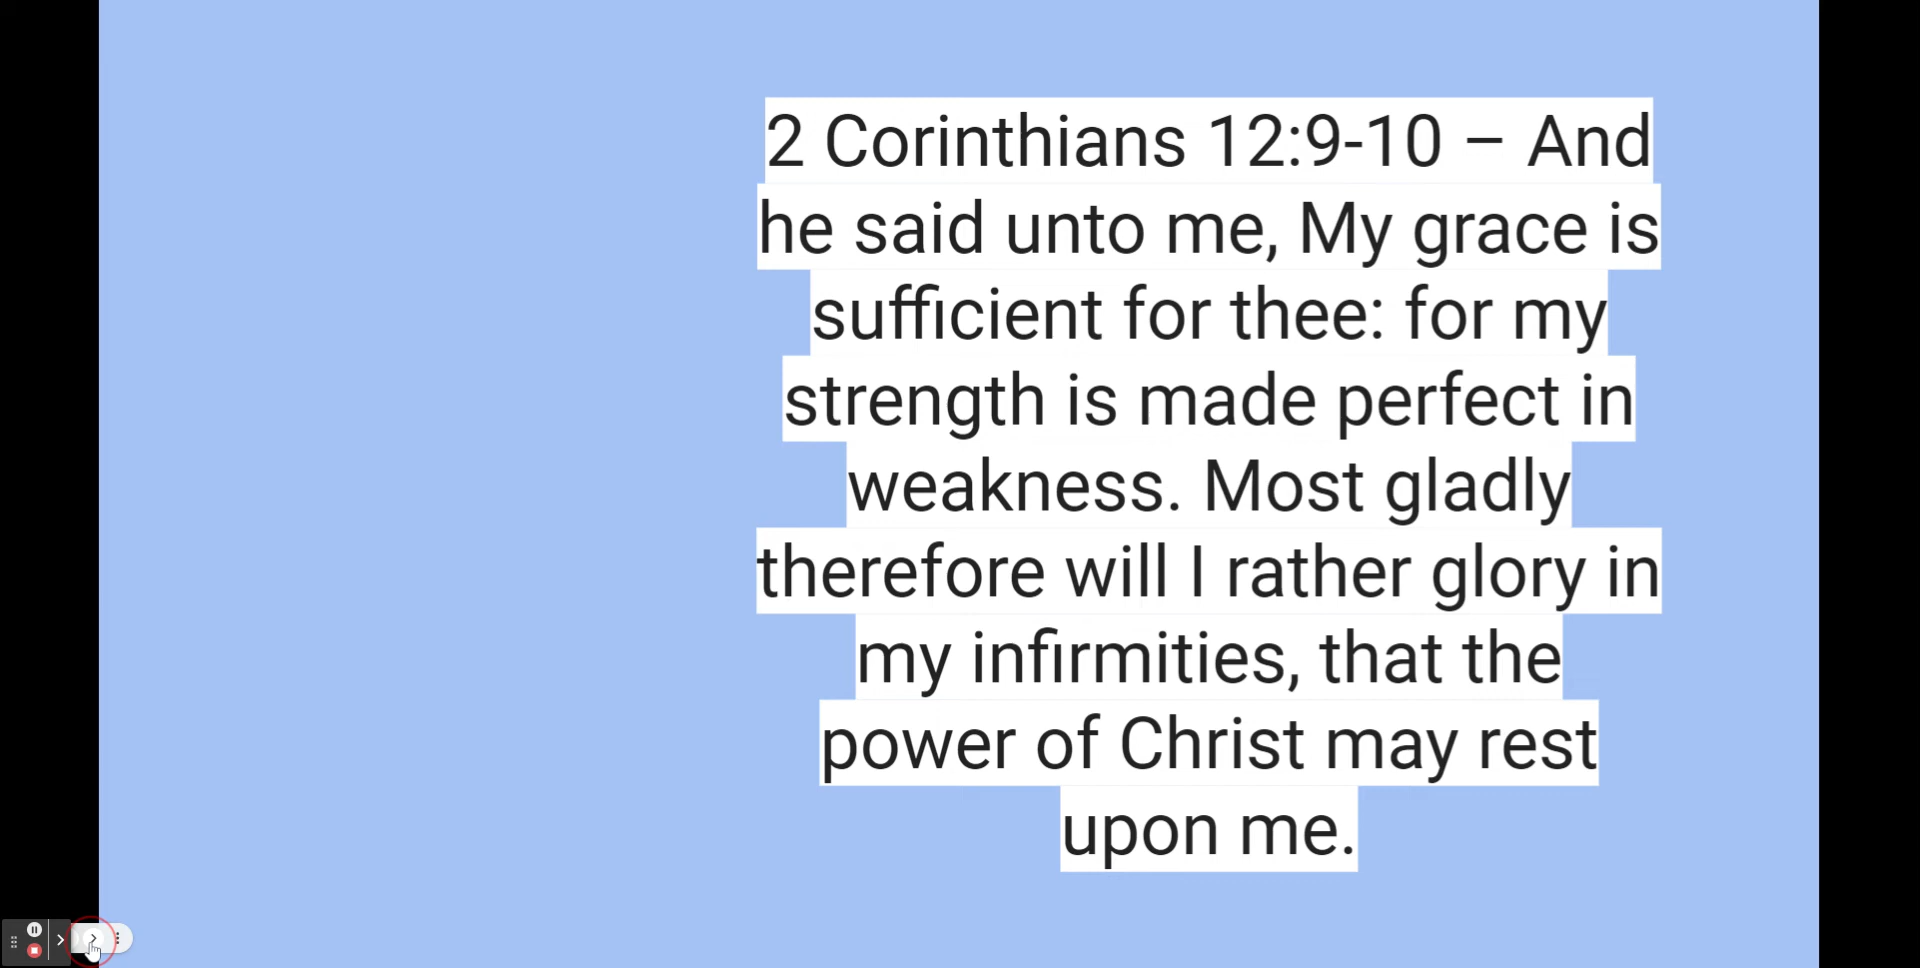 2 Corinthians 12:9-10 – And
he said unto me, My grace is
sufficient for thee: for my
strength is made perfect in
weakness. Most gladly
therefore will I rather glory in
my infirmities, that the
power of Christ may rest
upon me.